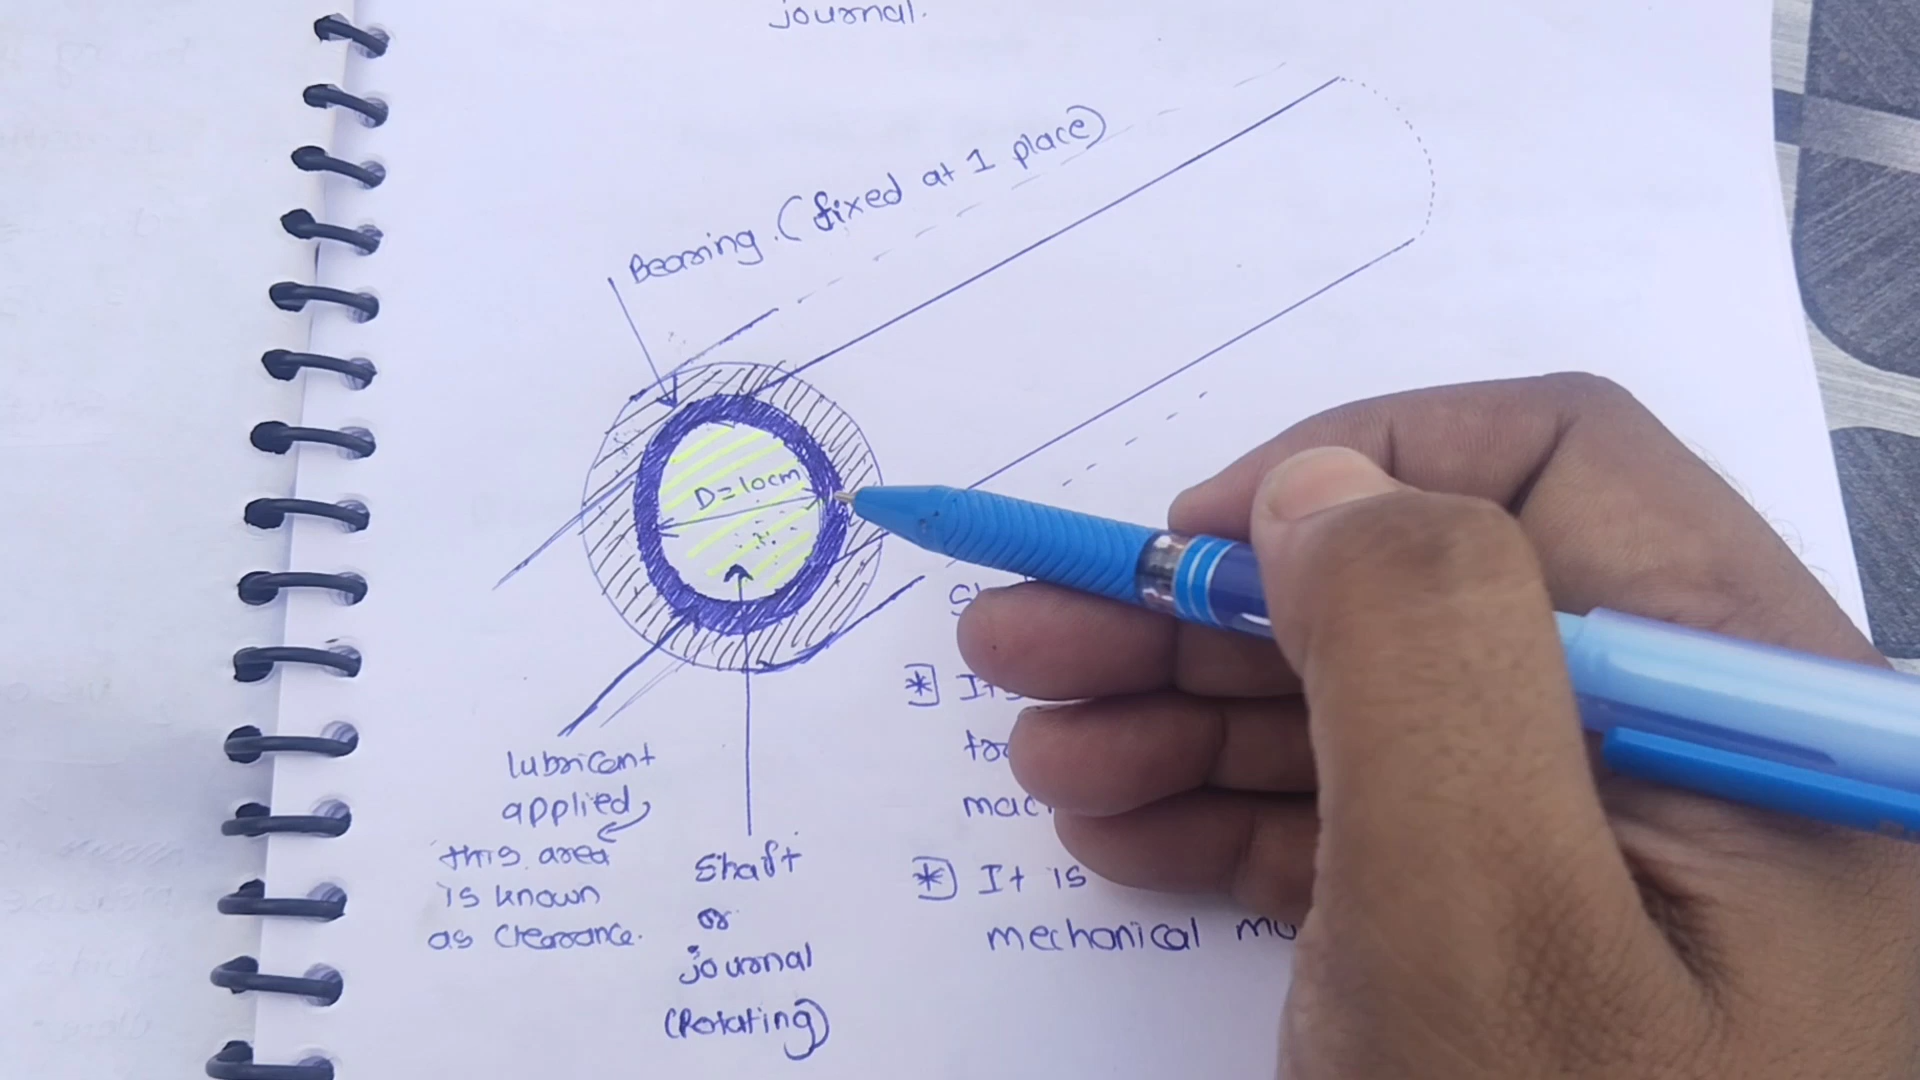 journal.
Bearing.(fixed at 1 place)
D=10cm
lubricant
applied
this area
is known
as clearance.
Shaft
or
journal
(Rotating)
* It
* It is
mechanical